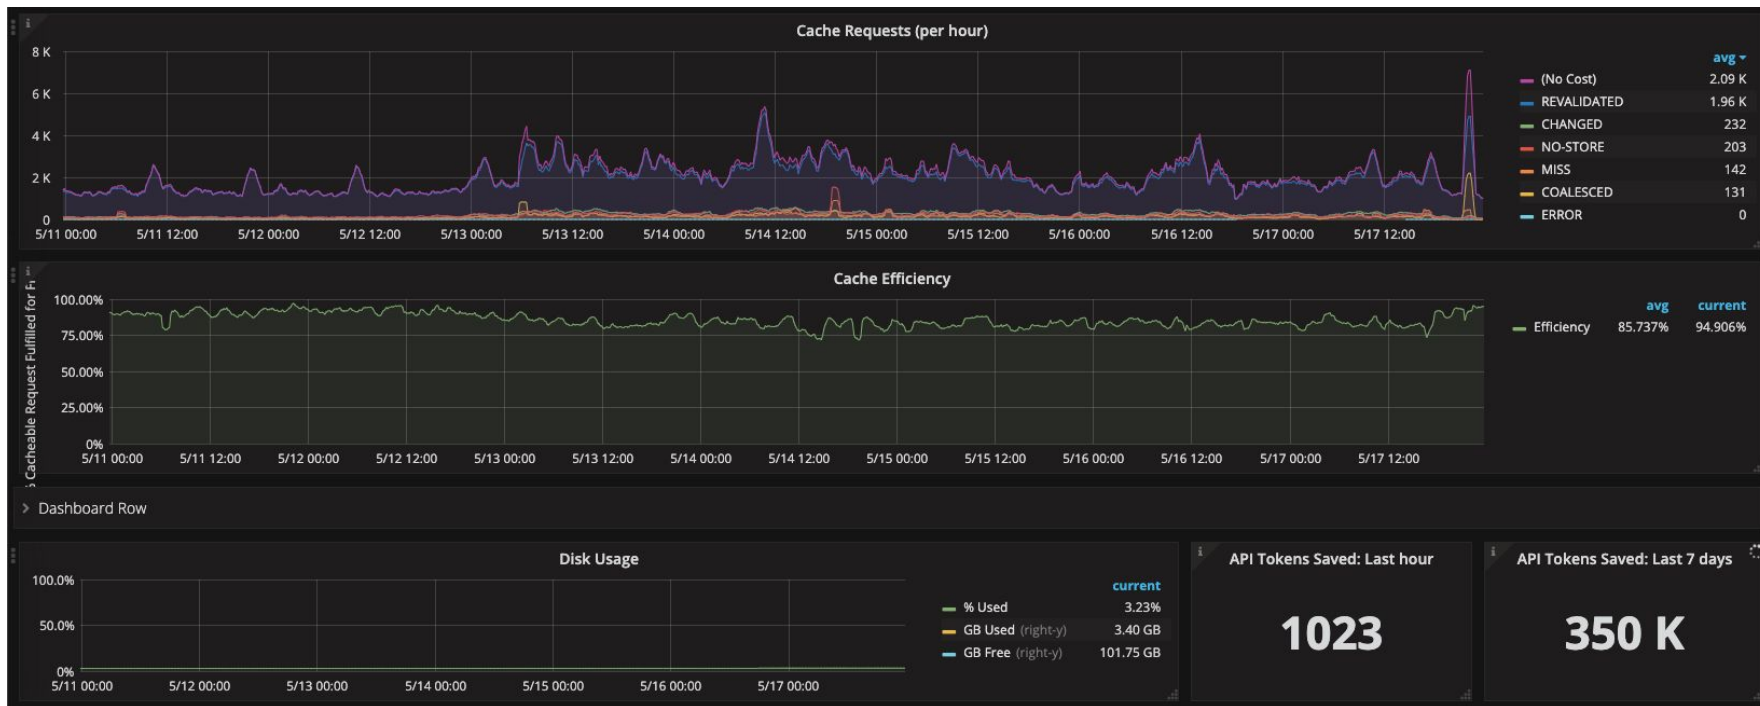 Cache Requests (per hour)
8 K
6 K
4 K
2 K
0
5/11 00:00 5/11 12:00 5/12 00:00 5/12 12:00 5/13 00:00 5/13 12:00 5/14 00:00 5/14 12:00 5/15 00:00 5/15 12:00 5/16 00:00 5/16 12:00 5/17 00:00 5/17 12:00
avg
(No Cost) 2.09 K
REVALIDATED 1.96 K
CHANGED 232
NO-STORE 203
MISS 142
COALESCED 131
ERROR 0
Cache Efficiency
Cacheable Request Fulfilled for
100.00%
75.00%
50.00%
25.00%
0%
5/11 00:00 5/11 12:00 5/12 00:00 5/12 12:00 5/13 00:00 5/13 12:00 5/14 00:00 5/14 12:00 5/15 00:00 5/15 12:00 5/16 00:00 5/16 12:00 5/17 00:00 5/17 12:00
avg current
Efficiency 85.737% 94.906%
Dashboard Row
Disk Usage
100.0%
50.0%
0%
5/11 00:00 5/12 00:00 5/13 00:00 5/14 00:00 5/15 00:00 5/16 00:00 5/17 00:00
current
% Used 3.23%
GB Used (right-y) 3.40 GB
GB Free (right-y) 101.75 GB
API Tokens Saved: Last hour
1023
API Tokens Saved: Last 7 days
350 K